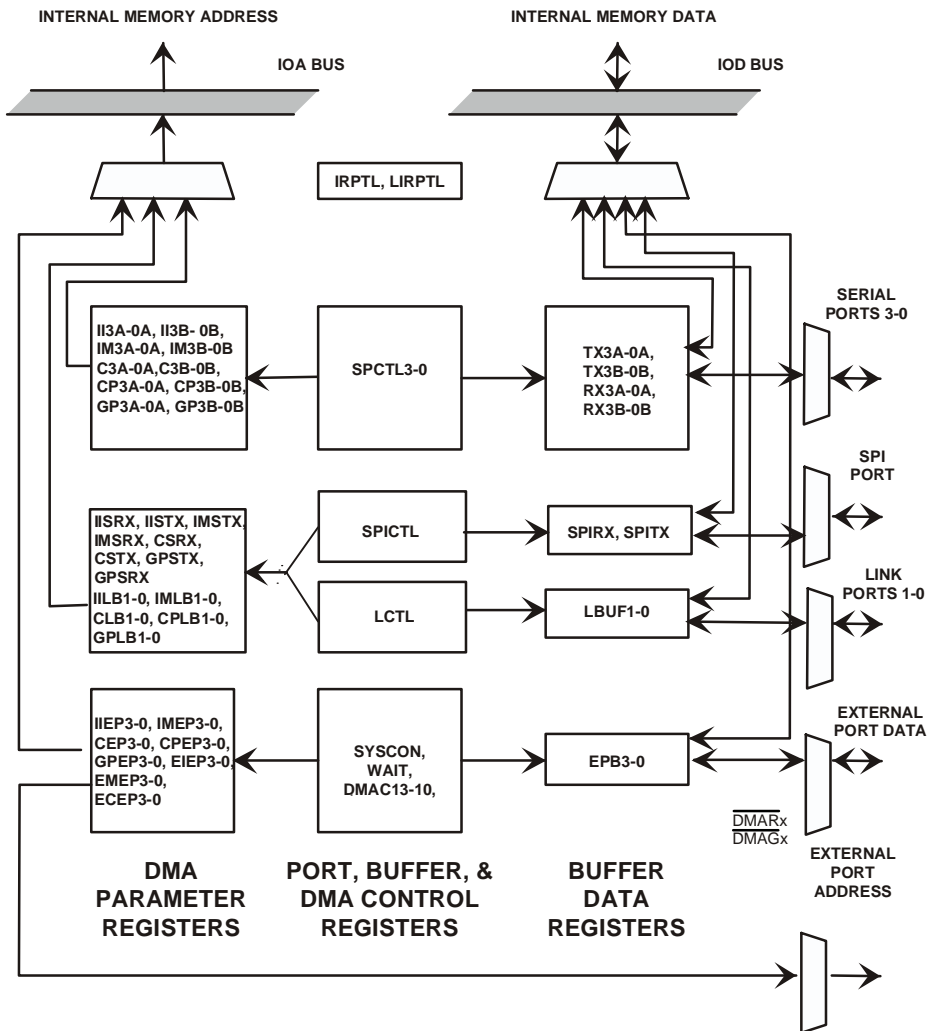 INTERNAL MEMORY ADDRESS
INTERNAL MEMORY DATA
IOA BUS
IOD BUS
IRPTL, LIRPTL
SERIAL
PORTS 3-0
II3A-0A, II3B- 0B,
IM3A-0A, IM3B-0B
C3A-0A,C3B-0B,
CP3A-0A, CP3B-0B,
GP3A-0A, GP3B-0B
SPCTL3-0
TX3A-0A,
TX3B-0B,
RX3A-0A,
RX3B-0B
SPI
PORT
IISRX, IISTX, IMSTX,
IMSRX, CSRX,
CSTX, GPSTX,
GPSRX
IILB1-0, IMLB1-0,
CLB1-0, CPLB1-0,
GPLB1-0
SPICTL
SPIRX, SPITX
LINK
PORTS 1-0
LCTL
LBUF1-0
IIEP3-0, IMEP3-0,
CEP3-0, CPEP3-0,
GPEP3-0, EIEP3-0,
EMEP3-0,
ECEP3-0
SYSCON,
WAIT,
DMAC13-10,
EPB3-0
EXTERNAL
PORT DATA
DMARx
DMAGx
EXTERNAL
PORT
ADDRESS
DMA
PARAMETER
REGISTERS
PORT, BUFFER, &
DMA CONTROL
REGISTERS
BUFFER
DATA
REGISTERS